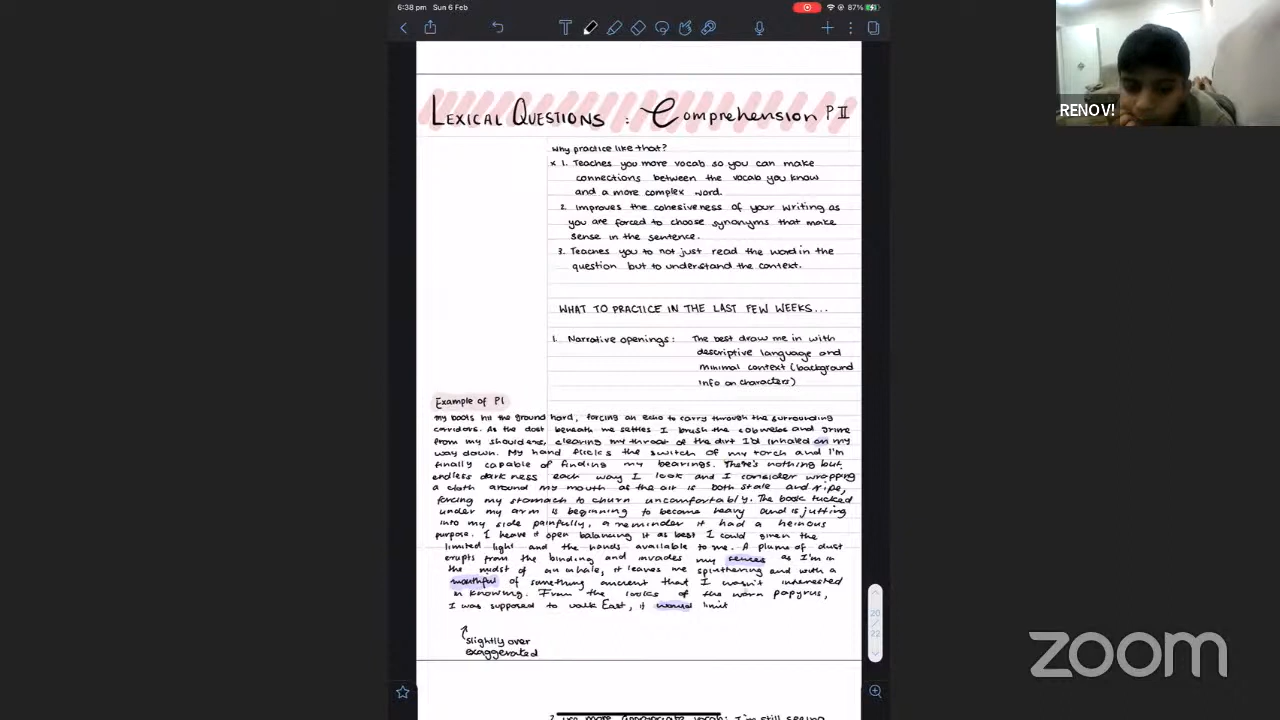 6:38 pm Sun 6 Feb
87%
LEXICAL QUESTIONS : Comprehension P II
RENOV!
Why practice like that?
x 1. Teaches you more vocab so you can make
connections between the vocab you know
and a more complex word.
2. Improves the cohesiveness of your writing as
you are forced to choose synonyms that make
sense in the sentence.
3. Teaches you to not just read the word in the
question but to understand the context.
WHAT TO PRACTICE IN THE LAST FEW WEEKS...
1. Narrative openings: The best draw me in with
descriptive language and
minimal context (background
info on characters)
Example of P1
My boots hit the ground hard, forcing an echo to carry through the surrounding
corridors. As the dust beneath me settles I brush the cobwebs and grime
from my shoulders, clearing my throat of the dirt I'd inhaled on my
way down. My hand flicks the switch of my torch and I'm
finally capable of finding my bearings. There's nothing but
endless darkness each way I look and I consider wrapping
a cloth around my mouth as the air is both stale and ripe,
forcing my stomach to churn uncomfortably. The book tucked
under my arm is beginning to become heavy and is jutting
into my side painfully, a reminder it had a heinous
purpose. I heave it open balancing it as best I could given the
limited light and the hands available to me. A plume of dust
erupts from the binding and invades my senses as I'm in
the midst of an inhale, it leaves me spluthering and with a
mouthful of something ancient that I wasn't interested
in knowing. From the looks of the worn papyrus,
I was supposed to walk East, it would limit
slightly over
exaggerated
20
/
22
2. Use more appropriate vocab: I'm still seeing
zoom